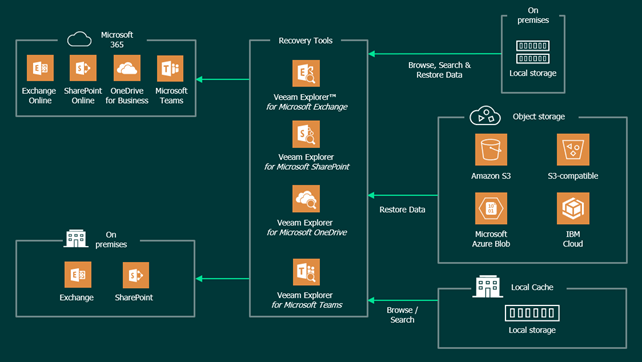 Microsoft
365
Exchange
Online
SharePoint
Online
OneDrive
for Business
Microsoft
Teams
On
premises
Exchange
SharePoint
Recovery Tools
Veeam Explorer™
for Microsoft Exchange
Veeam Explorer
for Microsoft SharePoint
Veeam Explorer
for Microsoft OneDrive
Veeam Explorer
for Microsoft Teams
Browse, Search &
Restore Data
Restore Data
Browse /
Search
On
premises
Local storage
Object storage
Amazon S3
S3-compatible
Microsoft
Azure Blob
IBM
Cloud
Local Cache
Local storage